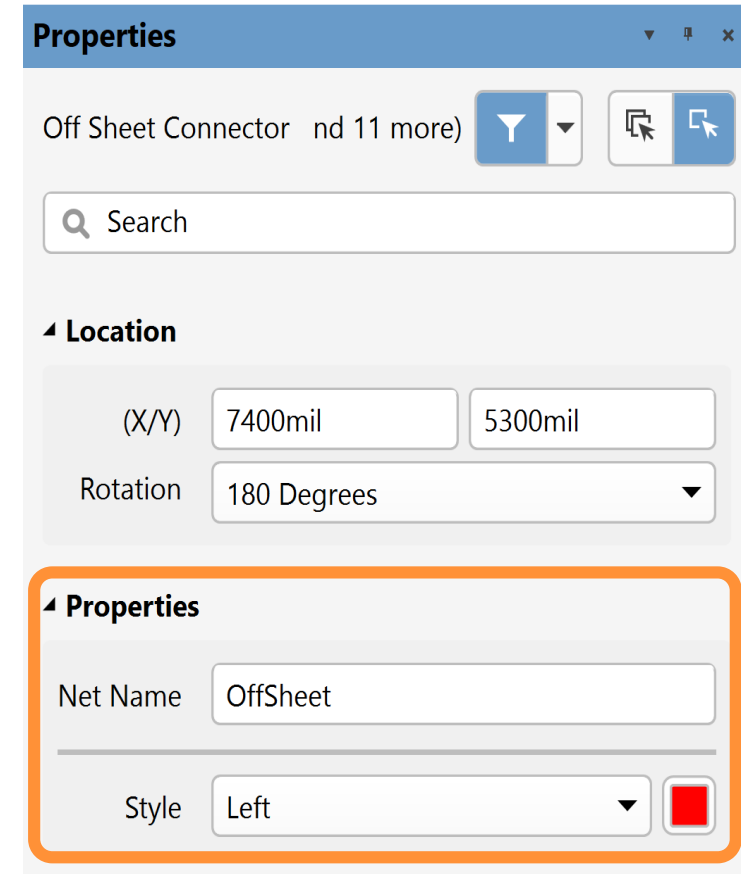 Properties
Off Sheet Connector nd 11 more)
Search
Location
(X/Y) 7400mil 5300mil
Rotation 180 Degrees
Properties
Net Name OffSheet
Style Left